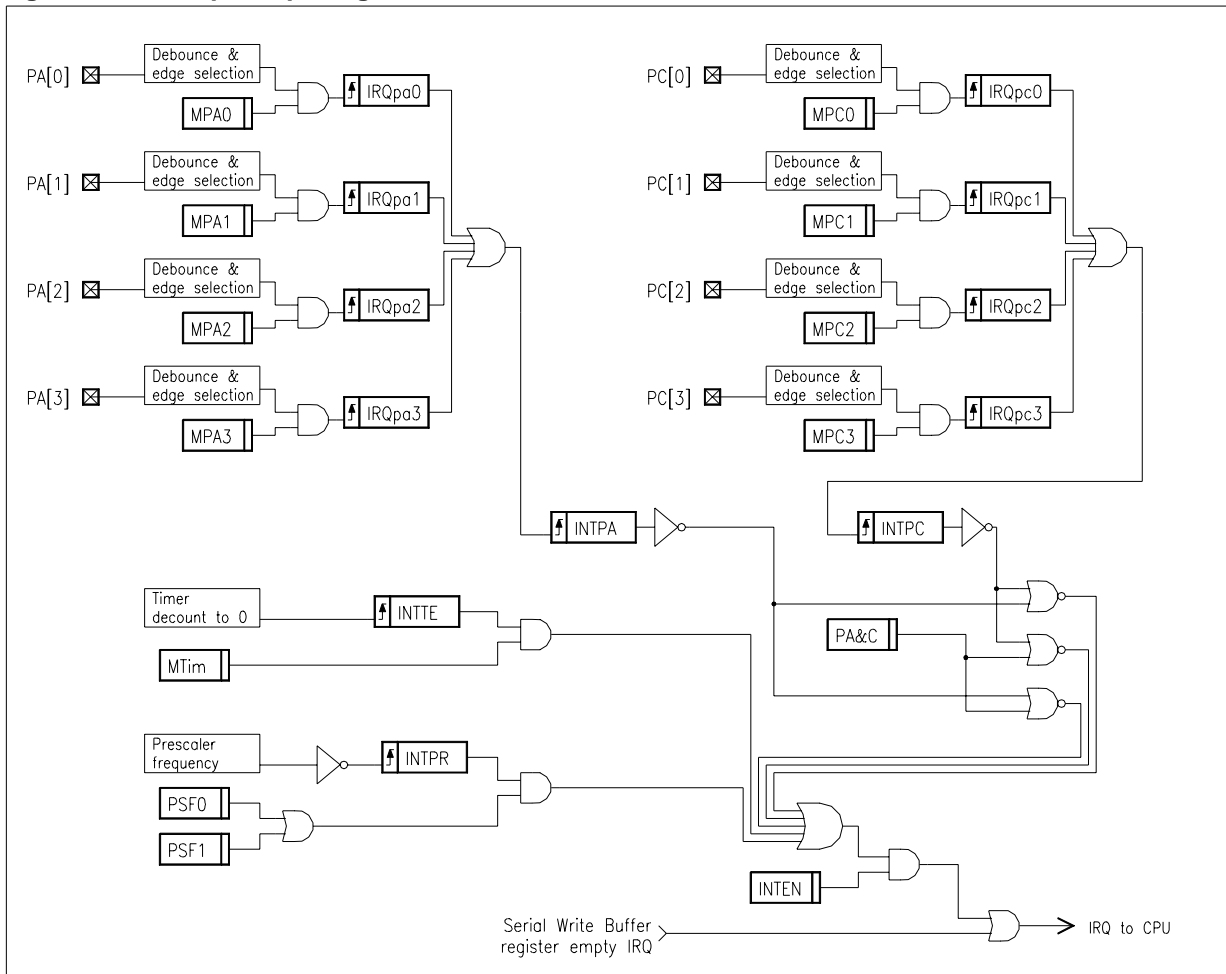 PA[0]
Debounce &
edge selection
MPA0
IRQpa0
PA[1]
Debounce &
edge selection
MPA1
IRQpa1
PA[2]
Debounce &
edge selection
MPA2
IRQpa2
PA[3]
Debounce &
edge selection
MPA3
IRQpa3
PC[0]
Debounce &
edge selection
MPC0
IRQpc0
PC[1]
Debounce &
edge selection
MPC1
IRQpc1
PC[2]
Debounce &
edge selection
MPC2
IRQpc2
PC[3]
Debounce &
edge selection
MPC3
IRQpc3
INTPA
INTPC
Timer
decount to 0
INTTE
MTim
PA&C
Prescaler
frequency
INTPR
PSF0
PSF1
INTEN
Serial Write Buffer
register empty IRQ
IRQ to CPU